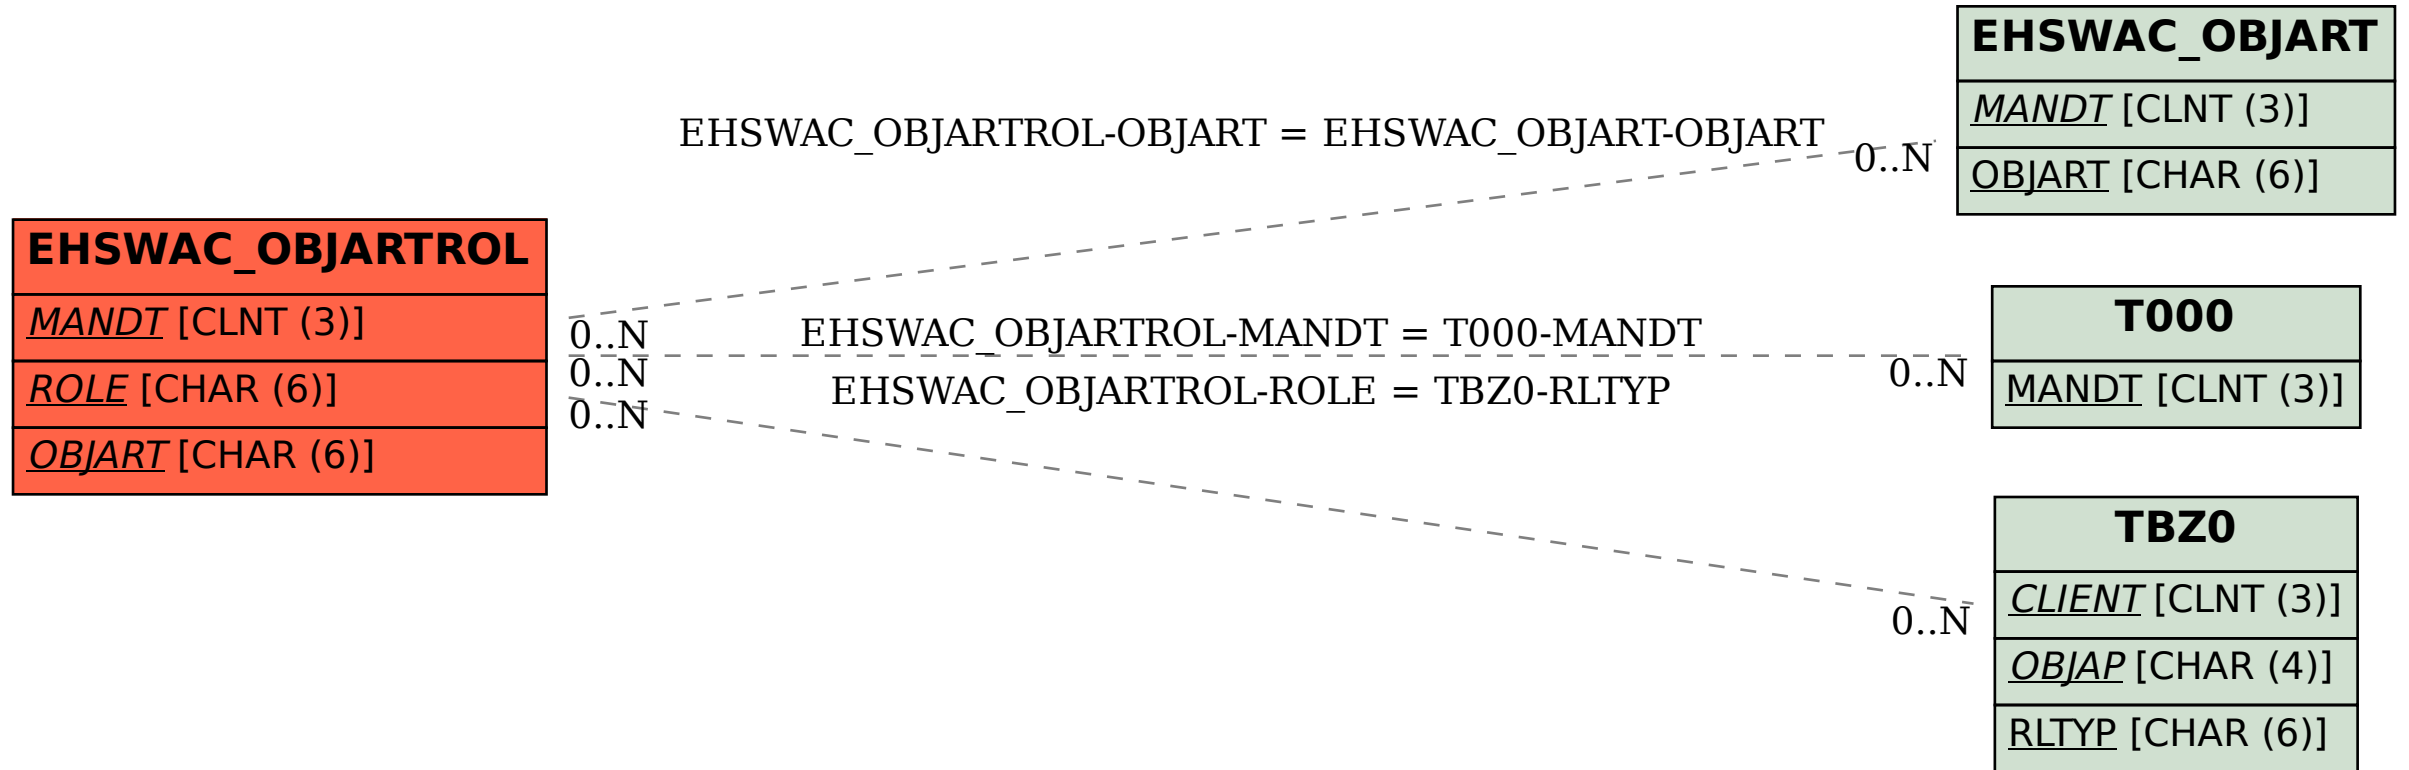 EHSWAC_OBJART
MANDT [CLNT (3)]
OBJART [CHAR (6)]
EHSWAC_OBJARTROL-OBJART = EHSWAC_OBJART-OBJART
0..N
EHSWAC_OBJARTROL
MANDT [CLNT (3)]
ROLE [CHAR (6)]
OBJART [CHAR (6)]
0..N
0..N
0..N
EHSWAC_OBJARTROL-MANDT = T000-MANDT
EHSWAC_OBJARTROL-ROLE = TBZ0-RLTYP
0..N
T000
MANDT [CLNT (3)]
0..N
TBZ0
CLIENT [CLNT (3)]
OBJAP [CHAR (4)]
RLTYP [CHAR (6)]